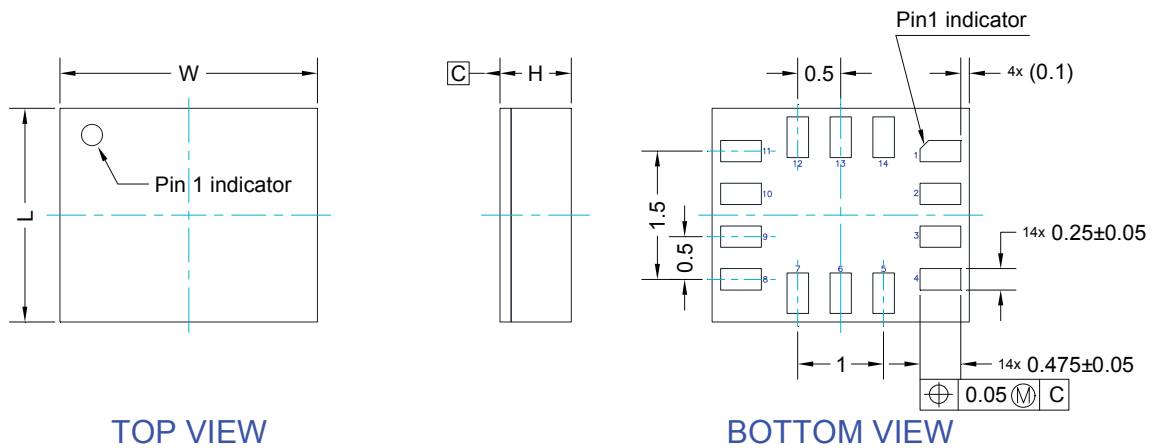 Pin1 indicator
W
C
H
0.5
4x (0.1)
Pin 1 indicator
L
11
12
13
14
1
10
2
1.5
9
3
0.5
14x 0.25±0.05
8
7
6
5
4
1
14x 0.475±0.05
⌖ 0.05 Ⓜ C
TOP VIEW
BOTTOM VIEW